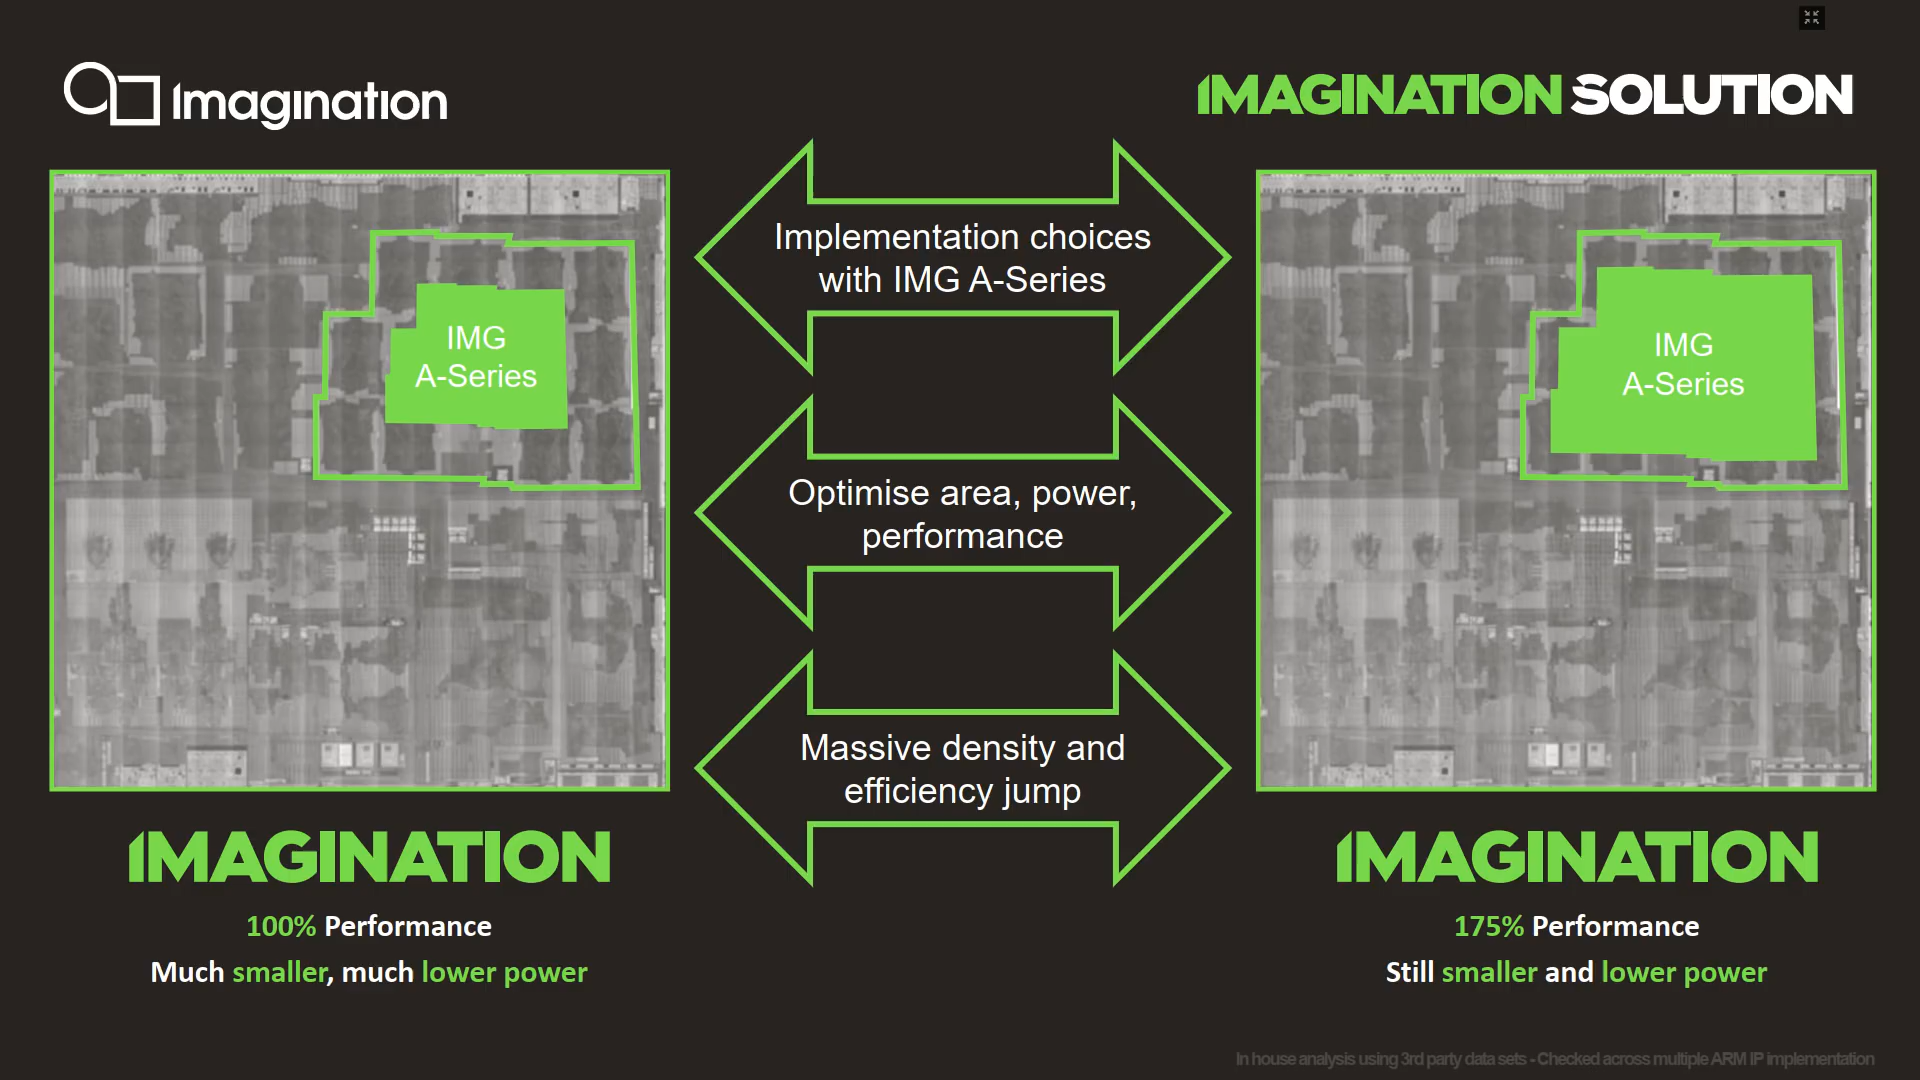 Imagination
IMAGINATION SOLUTION
IMG
A-Series
Implementation choices
with IMG A-Series
Optimise area, power,
performance
Massive density and
efficiency jump
IMG
A-Series
IMAGINATION
100% Performance
Much smaller, much lower power
IMAGINATION
175% Performance
Still smaller and lower power
In house analysis using 3rd party data sets - Checked across multiple ARM IP implementation